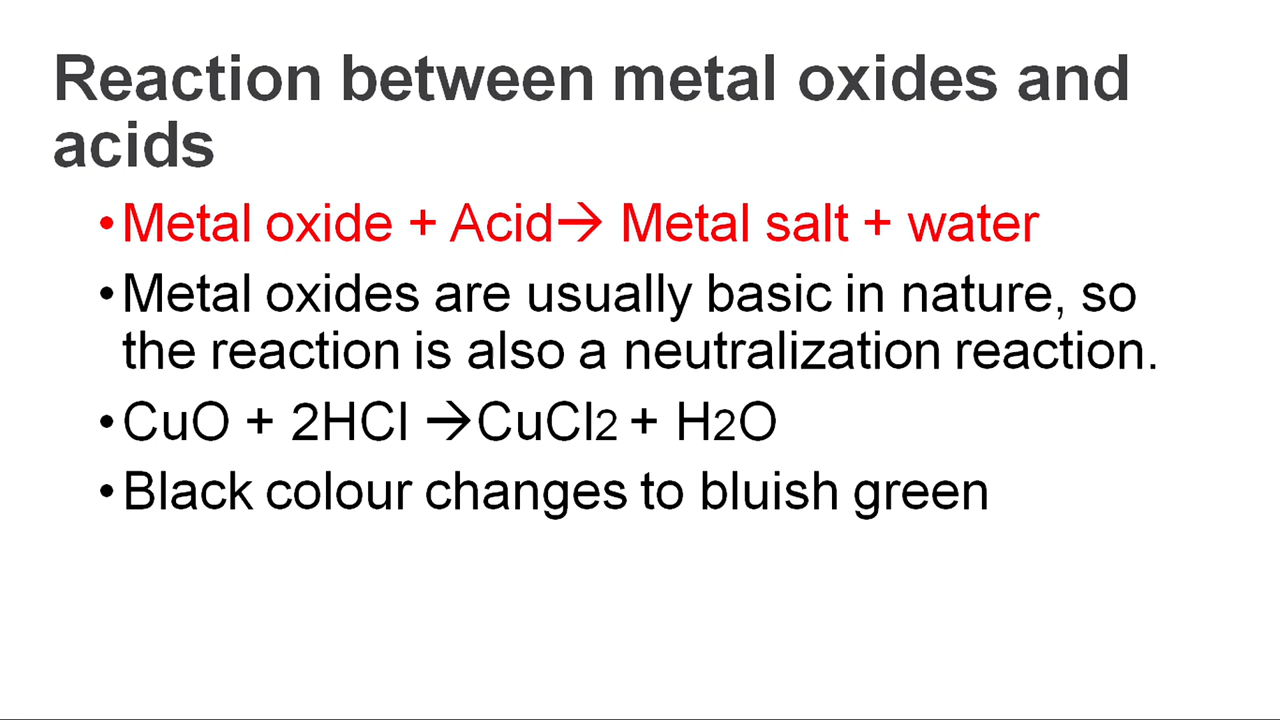 Reaction between metal oxides and
acids
•Metal oxide + Acid→ Metal salt + water
•Metal oxides are usually basic in nature, so
the reaction is also a neutralization reaction.
•CuO + 2HCl →CuCl2 + H2O
•Black colour changes to bluish green